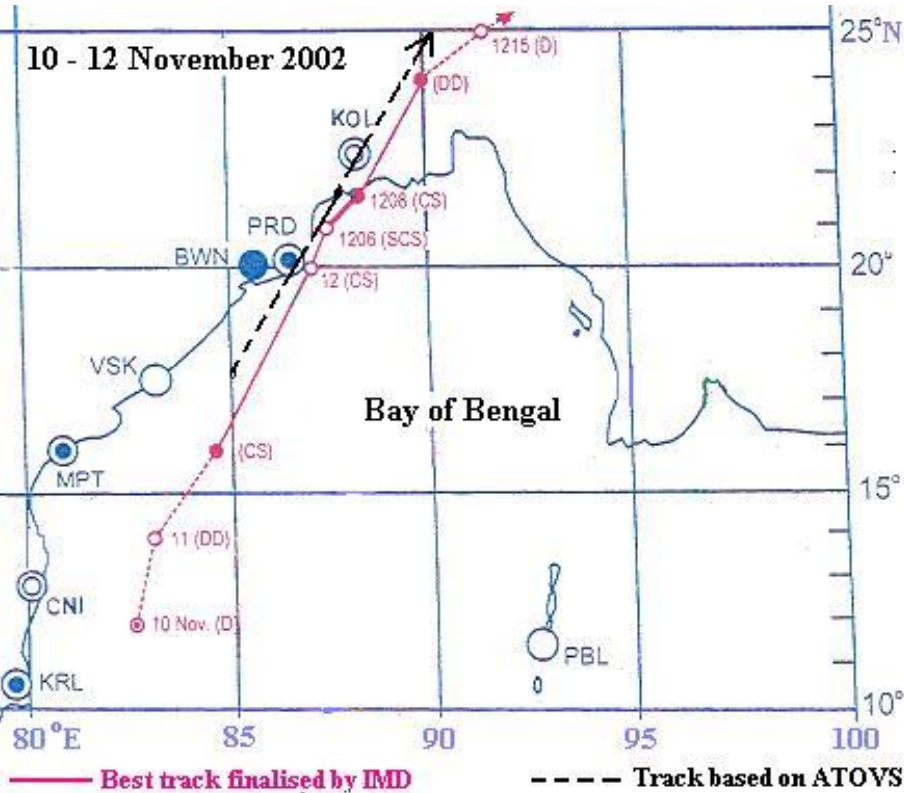 25°N
1215 (D)
10 - 12 November 2002
(DD)
KOL
1208 (CS)
PRD
1206 (SCS)
BWN
20°
12 (CS)
VSK
Bay of Bengal
(CS)
MPT
15°
11 (DD)
CNI
10 Nov. (D)
PBL
KRL
10°
80°E 85 90 95 100
Best track finalised by IMD Track based on ATOVS